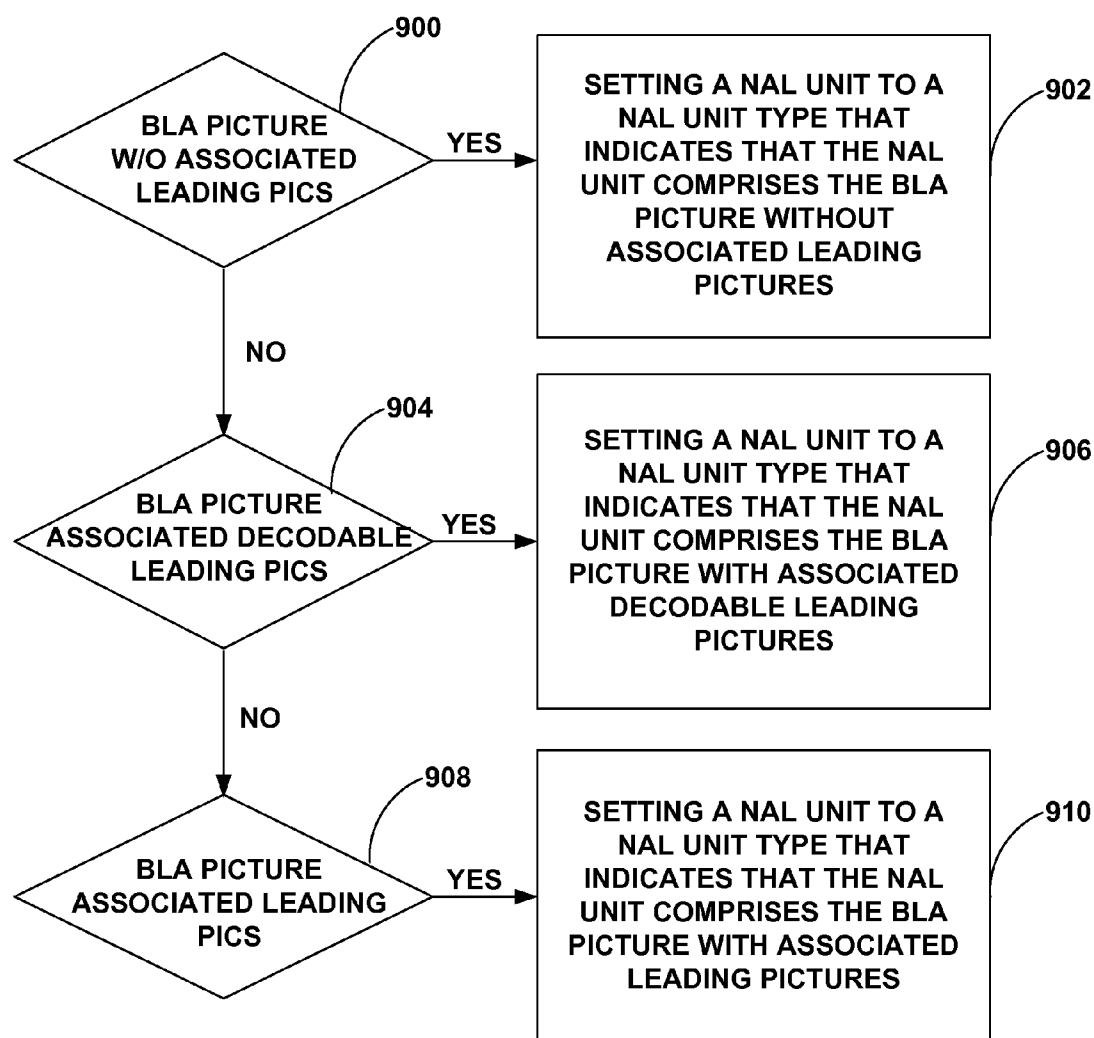 900
BLA PICTURE
W/O ASSOCIATED
LEADING PICS
YES
SETTING A NAL UNIT TO A
NAL UNIT TYPE THAT
INDICATES THAT THE NAL
UNIT COMPRISES THE BLA
PICTURE WITHOUT
ASSOCIATED LEADING
PICTURES
902
NO
904
BLA PICTURE
ASSOCIATED DECODABLE
LEADING PICS
YES
SETTING A NAL UNIT TO A
NAL UNIT TYPE THAT
INDICATES THAT THE NAL
UNIT COMPRISES THE BLA
PICTURE WITH ASSOCIATED
DECODABLE LEADING
PICTURES
906
NO
908
BLA PICTURE
ASSOCIATED LEADING
PICS
YES
SETTING A NAL UNIT TO A
NAL UNIT TYPE THAT
INDICATES THAT THE NAL
UNIT COMPRISES THE BLA
PICTURE WITH ASSOCIATED
LEADING PICTURES
910